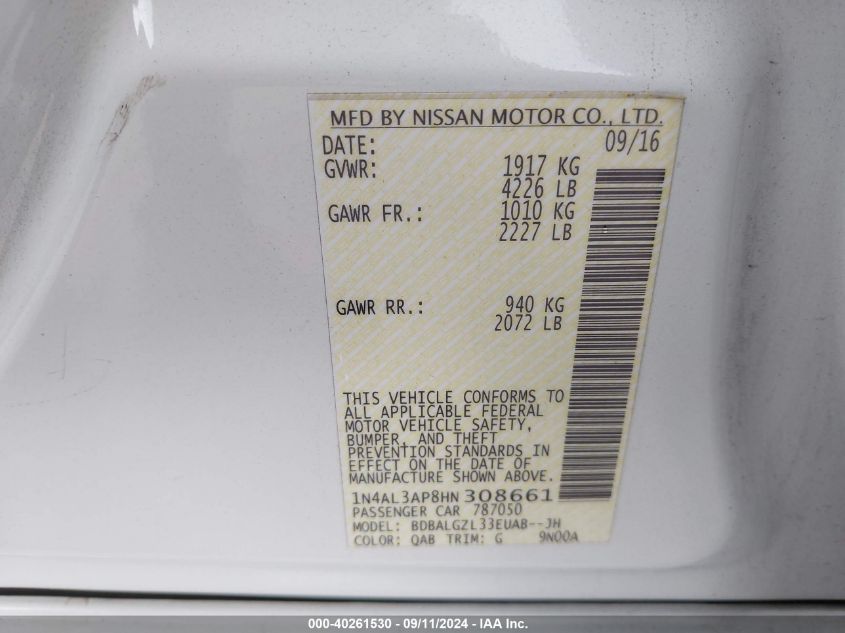 MFD BY NISSAN MOTOR CO., LTD.
DATE: 09/16
GVWR: 1917 KG
4226 LB
GAWR FR.: 1010 KG
2227 LB
GAWR RR.: 940 KG
2072 LB
THIS VEHICLE CONFORMS TO
ALL APPLICABLE FEDERAL
MOTOR VEHICLE SAFETY,
BUMPER, AND THEFT
PREVENTION STANDARDS IN
EFFECT ON THE DATE OF
MANUFACTURE SHOWN ABOVE.
1N4AL3AP8HN308661
PASSENGER CAR 787050
MODEL: BDBALGZL33EUAB--JH
COLOR: QAB TRIM: G 9N00A
000-40261530 - 09/11/2024 - IAA Inc.